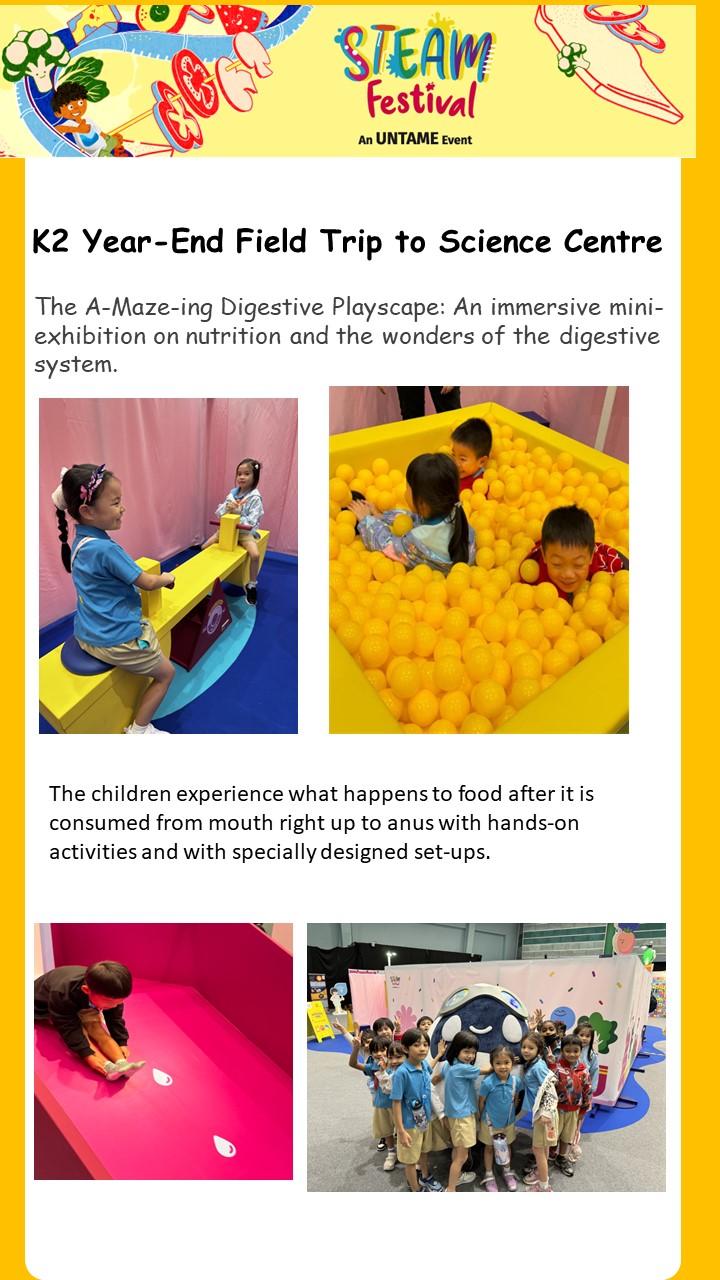 STEAM
Festival
An UNTAME Event
K2 Year-End Field Trip to Science Centre
The A-Maze-ing Digestive Playscape: An immersive mini-
exhibition on nutrition and the wonders of the digestive
system.
The children experience what happens to food after it is
consumed from mouth right up to anus with hands-on
activities and with specially designed set-ups.